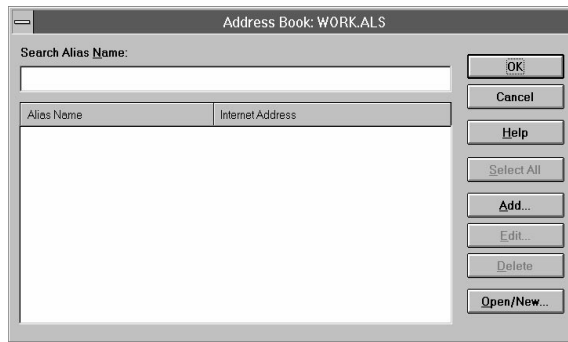 Address Book: WORK.ALS
Search Alias Name:
OK
Cancel
Alias Name Internet Address
Help
Select All
Add...
Edit...
Delete
Open/New...